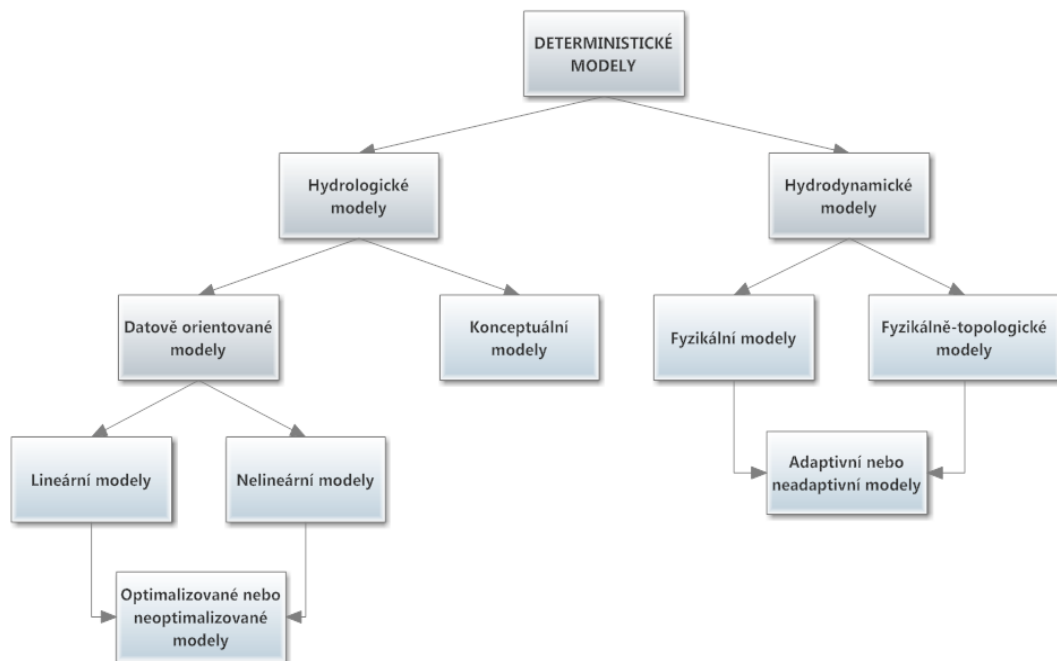 DETERMINISTICKÉ
MODELY
Hydrologické
modely
Hydrodynamické
modely
Datově orientované
modely
Konceptuální
modely
Fyzikální modely
Fyzikálně-topologické
modely
Lineární modely
Nelineární modely
Adaptivní nebo
neadaptivní modely
Optimalizované nebo
neoptimalizované
modely